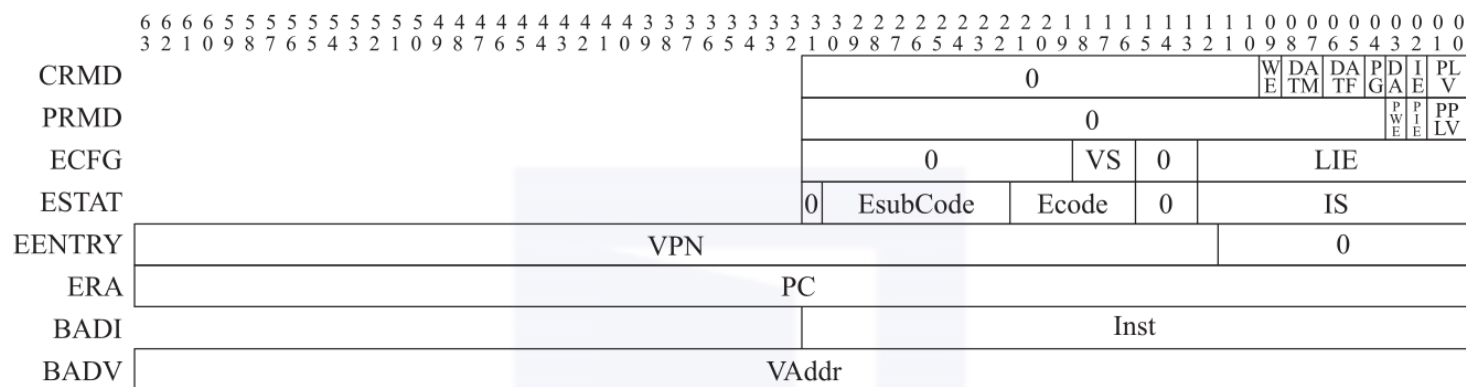 6 6 6 6 5 5 5 5 5 5 5 5 5 5 4 4 4 4 4 4 4 4 4 4 3 3 3 3 3 3 3 3 3 3 2 2 2 2 2 2 2 2 2 2 1 1 1 1 1 1 1 1 1 1 0 0 0 0 0 0 0 0 0 0
3 2 1 0 9 8 7 6 5 4 3 2 1 0 9 8 7 6 5 4 3 2 1 0 9 8 7 6 5 4 3 2 1 0 9 8 7 6 5 4 3 2 1 0 9 8 7 6 5 4 3 2 1 0 9 8 7 6 5 4 3 2 1 0
CRMD 0 WE DATM DATF PG DA IE PLV
PRMD 0 PWE PIE PPLV
ECFG 0 VS 0 LIE
ESTAT 0 EsubCode Ecode 0 IS
EENTRY VPN 0
ERA PC
BADI Inst
BADV VAddr